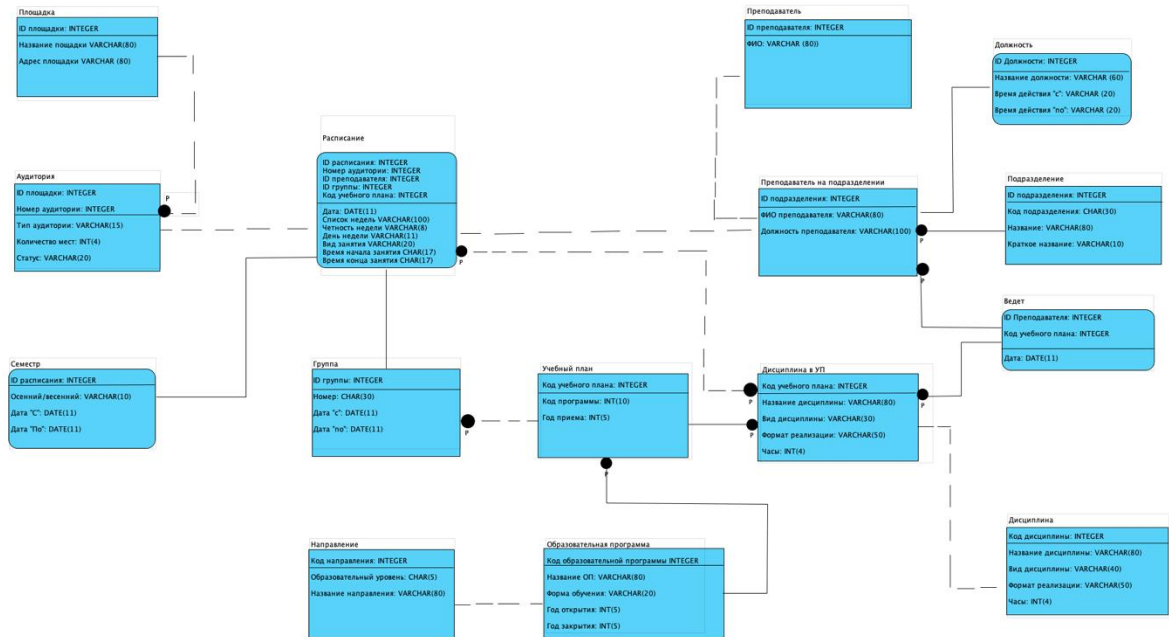 Площадка
ID площадки: INTEGER
Название пощадки VARCHAR(80)
Адрес площадки VARCHAR (80)
Преподаватель
ID преподавателя: INTEGER
ФИО: VARCHAR (80))
Должность
ID Должности: INTEGER
Название должности: VARCHAR (60)
Время действия "с": VARCHAR (20)
Время действия "по": VARCHAR (20)
Расписание
ID расписания: INTEGER
Номер аудитории: INTEGER
ID преподавателя: INTEGER
ID группы: INTEGER
Код учебного плана: INTEGER
Дата: DATE(11)
Список недель VARCHAR(100)
Четность недели VARCHAR(8)
День недели VARCHAR(11)
Вид занятия VARCHAR(20)
Время начала занятия CHAR(17)
Время конца занятия CHAR(17)
P
Аудитория
ID площадки: INTEGER
Номер аудитории: INTEGER
Тип аудитории: VARCHAR(15)
Количество мест: INT(4)
Статус: VARCHAR(20)
P
Преподаватель на подразделении
ID подразделения: INTEGER
ФИО преподавателя: VARCHAR(80)
Должность преподавателя: VARCHAR(100)
P
P
Подразделение
ID подразделения: INTEGER
Код подразделения: CHAR(30)
Название: VARCHAR(80)
Краткое название: VARCHAR(10)
Ведет
ID Преподавателя: INTEGER
Код учебного плана: INTEGER
Дата: DATE(11)
Семестр
ID расписания: INTEGER
Осенний/весенний: VARCHAR(10)
Дата "С": DATE(11)
Дата "По": DATE(11)
Группа
ID группы: INTEGER
Номер: CHAR(30)
Дата "с": DATE(11)
Дата "по": DATE(11)
P
Учебный план
Код учебного плана: INTEGER
Код программы: INT(10)
Год приема: INT(5)
P
Дисциплина в УП
Код учебного плана: INTEGER
Название дисциплины: VARCHAR(80)
Вид дисциплины: VARCHAR(30)
Формат реализации: VARCHAR(50)
Часы: INT(4)
P
P
P
Направление
Код направления: INTEGER
Образовательный уровень: CHAR(5)
Название направления: VARCHAR(80)
Образовательная программа
Код образовательной программы INTEGER
Название ОП: VARCHAR(80)
Форма обучения: VARCHAR(20)
Год открытия: INT(5)
Год закрытия: INT(5)
Дисциплина
Код дисциплины: INTEGER
Название дисциплины: VARCHAR(80)
Вид дисциплины: VARCHAR(40)
Формат реализации: VARCHAR(50)
Часы: INT(4)